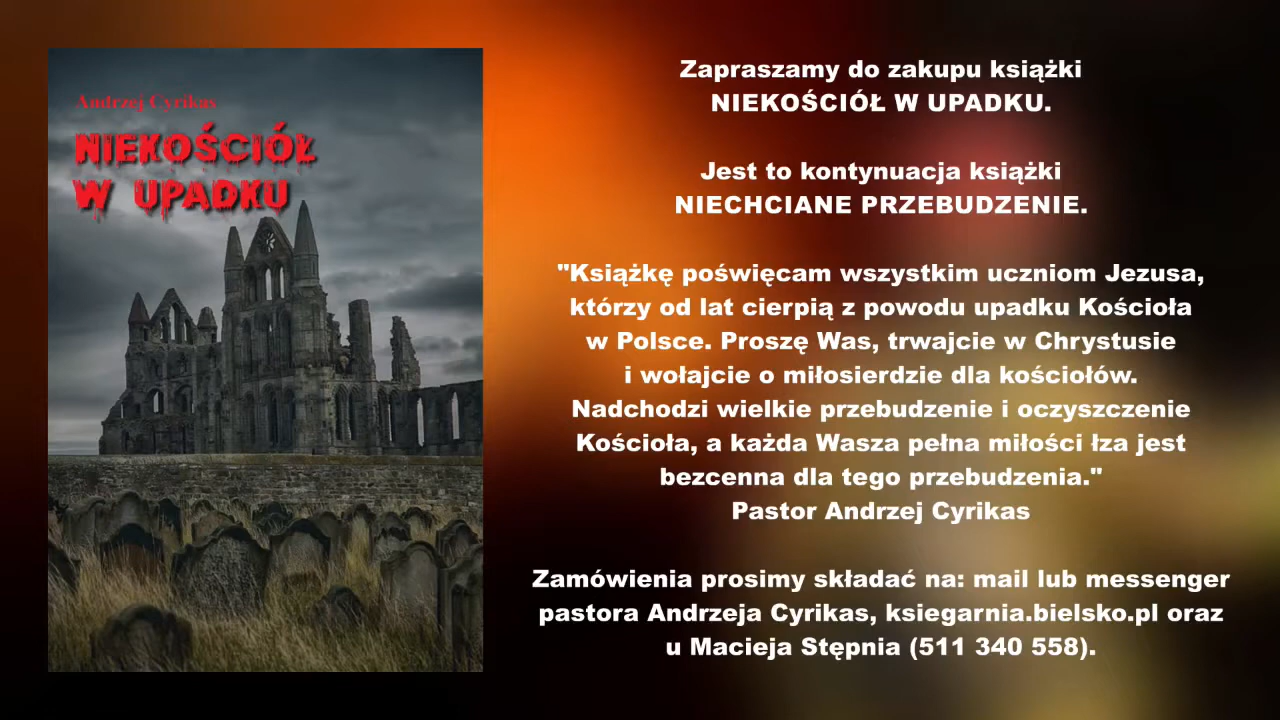 Andrzej Cyrikas
NIEKOŚCIÓŁ
W UPADKU
Zapraszamy do zakupu książki
NIEKOŚCIÓŁ W UPADKU.
Jest to kontynuacja książki
NIECHCIANE PRZEBUDZENIE.
"Książkę poświęcam wszystkim uczniom Jezusa,
którzy od lat cierpią z powodu upadku Kościoła
w Polsce. Proszę Was, trwajcie w Chrystusie
i wołajcie o miłosierdzie dla kościołów.
Nadchodzi wielkie przebudzenie i oczyszczenie
Kościoła, a każda Wasza pełna miłości łza jest
bezcenna dla tego przebudzenia."
Pastor Andrzej Cyrikas
Zamówienia prosimy składać na: mail lub messenger
pastora Andrzeja Cyrikas, ksiegarnia.bielsko.pl oraz
u Macieja Stępnia (511 340 558).